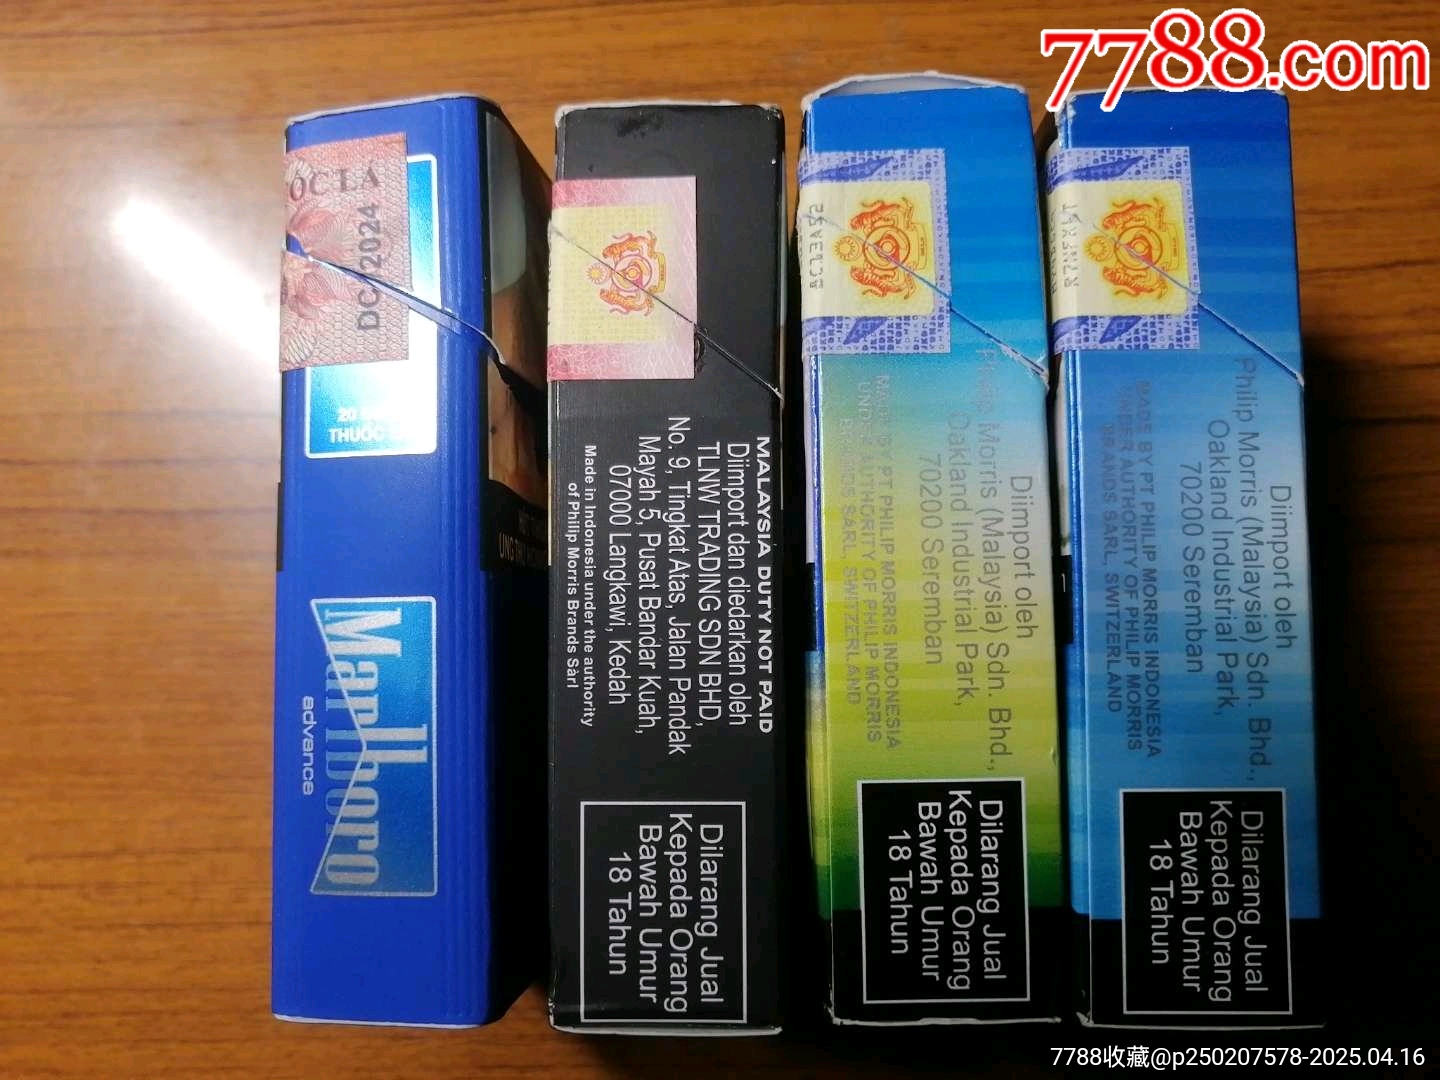 7788.com
DC 2024
20
THUỐC
Marlboro
advance
MALAYSIA DUTY NOT PAID
Diimport dan diedarkan oleh
TLNW TRADING SDN BHD,
No. 9, Tingkat Atas, Jalan Pandak
Mayah 5, Pusat Bandar Kuah,
07000 Langkawi, Kedah
Made in Indonesia under the authority
of Philip Morris Brands Sàrl
Dilarang Jual
Kepada Orang
Bawah Umur
18 Tahun
Diimport oleh
Philip Morris (Malaysia) Sdn. Bhd.,
Oakland Industrial Park,
70200 Seremban
MADE BY PT PHILIP MORRIS INDONESIA
UNDER AUTHORITY OF PHILIP MORRIS
BRANDS SARL, SWITZERLAND
Dilarang Jual
Kepada Orang
Bawah Umur
18 Tahun
Diimport oleh
Philip Morris (Malaysia) Sdn. Bhd.,
Oakland Industrial Park,
70200 Seremban
MADE BY PT PHILIP MORRIS INDONESIA
UNDER AUTHORITY OF PHILIP MORRIS
BRANDS SARL, SWITZERLAND
Dilarang Jual
Kepada Orang
Bawah Umur
18 Tahun
7788收藏@p250207578-2025.04.16